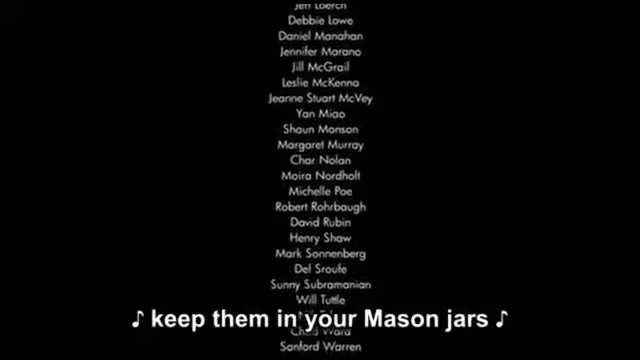 Jeff Loerch
Debbie Lowe
Daniel Manahan
Jennifer Marano
Jill McGrail
Leslie McKenna
Jeanne Stuart McVey
Yan Miao
Shaun Monson
Margaret Murray
Char Nolan
Moira Nordholt
Michelle Poe
Robert Rohrbaugh
David Rubin
Henry Shaw
Mark Sonnenberg
Del Sroufe
Sunny Subramanian
Will Tuttle
♪ keep them in your Mason jars ♪
Chad Ward
Sanford Warren